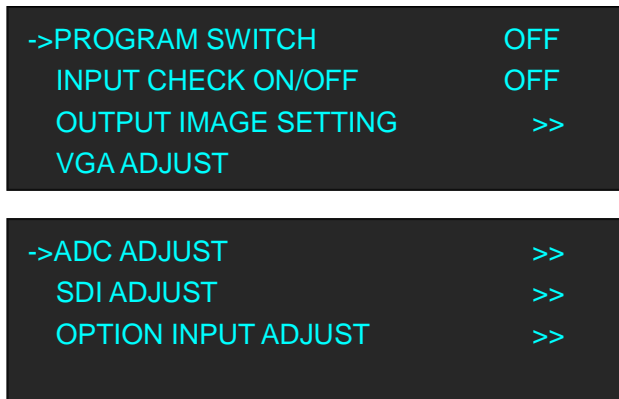 ->PROGRAM SWITCH OFF
INPUT CHECK ON/OFF OFF
OUTPUT IMAGE SETTING >>
VGA ADJUST
->ADC ADJUST >>
SDI ADJUST >>
OPTION INPUT ADJUST >>